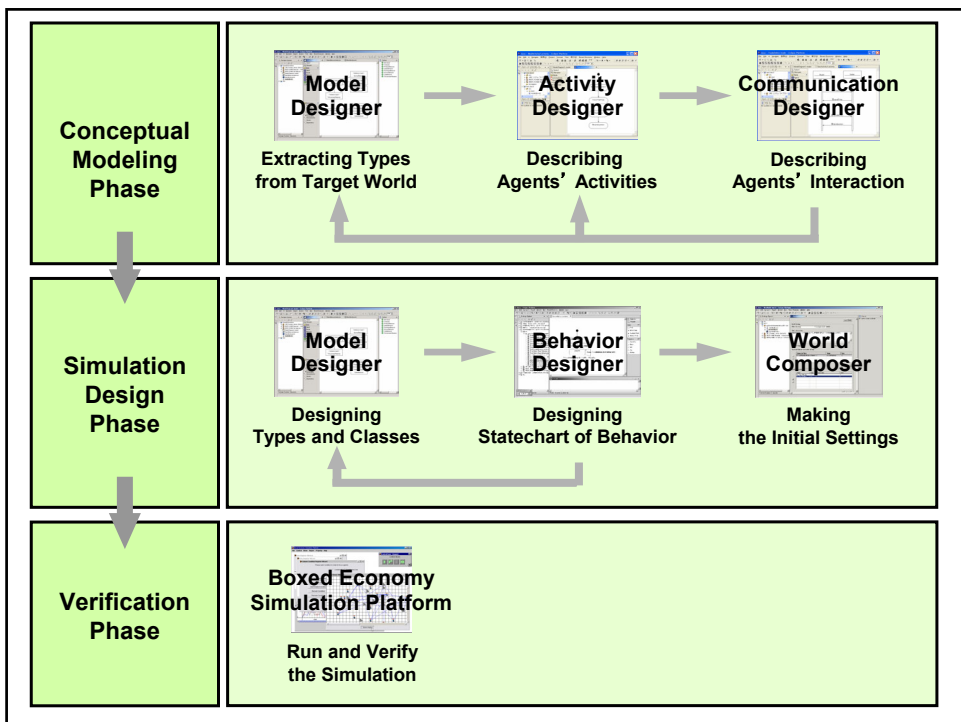 Conceptual
Modeling
Phase
Model
Designer
Extracting Types
from Target World
Activity
Designer
Describing
Agents’ Activities
Communication
Designer
Describing
Agents’ Interaction
Simulation
Design
Phase
Model
Designer
Designing
Types and Classes
Behavior
Designer
Designing
Statechart of Behavior
World
Composer
Making
the Initial Settings
Verification
Phase
Boxed Economy
Simulation Platform
Run and Verify
the Simulation